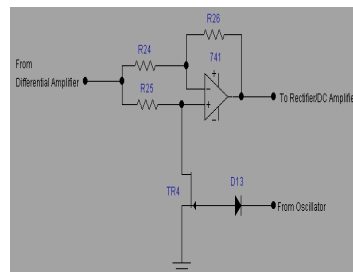 R26
R24
741
From
Differential Amplifier
R25
To Rectifier/DC Amplifie
TR4
D13
From Oscillator